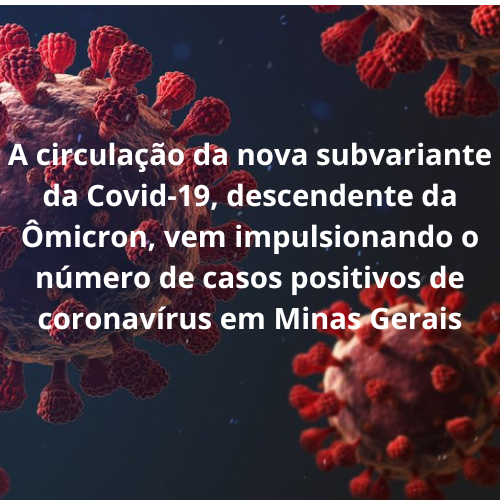 A circulação da nova subvariante
da Covid-19, descendente da
Ômicron, vem impulsionando o
número de casos positivos de
coronavírus em Minas Gerais